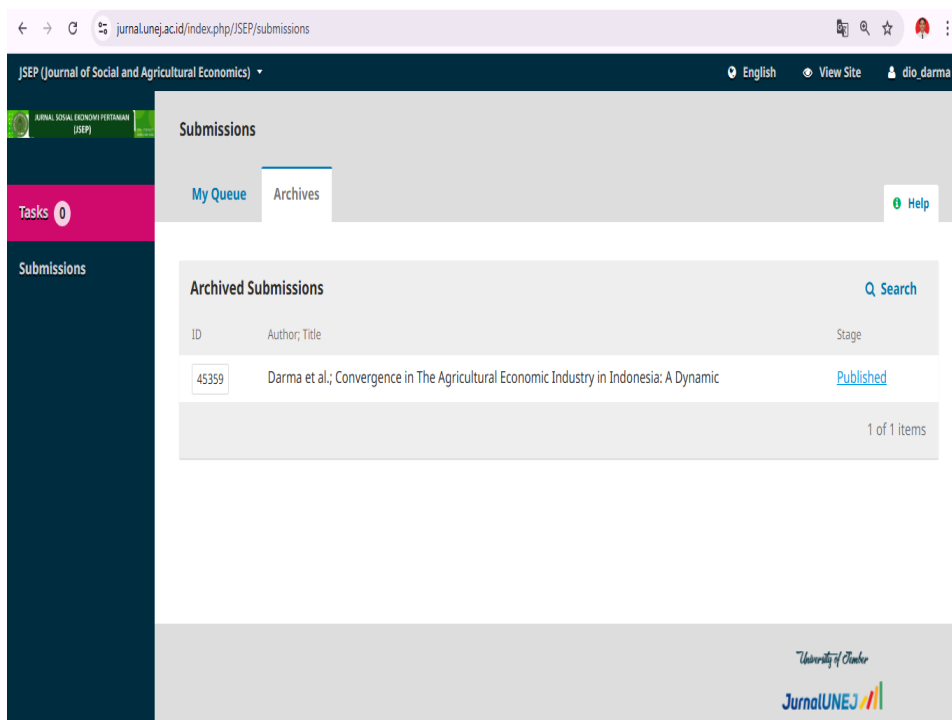 jurnal.unej.ac.id/index.php/JSEP/submissions
JSEP (Journal of Social and Agricultural Economics)
English
View Site
dio_darma
JURNAL SOSIAL EKONOMI PERTANIAN
(JSEP)
Submissions
My Queue
Archives
Help
Tasks 0
Submissions
Archived Submissions
Search
ID
Author; Title
Stage
45359
Darma et al.; Convergence in The Agricultural Economic Industry in Indonesia: A Dynamic
Published
1 of 1 items
University of Jember
JurnalUNEJ